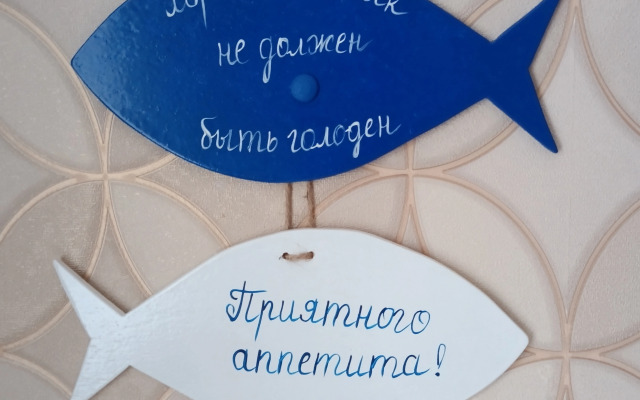 не должен
быть голоден
Приятного
аппетита!